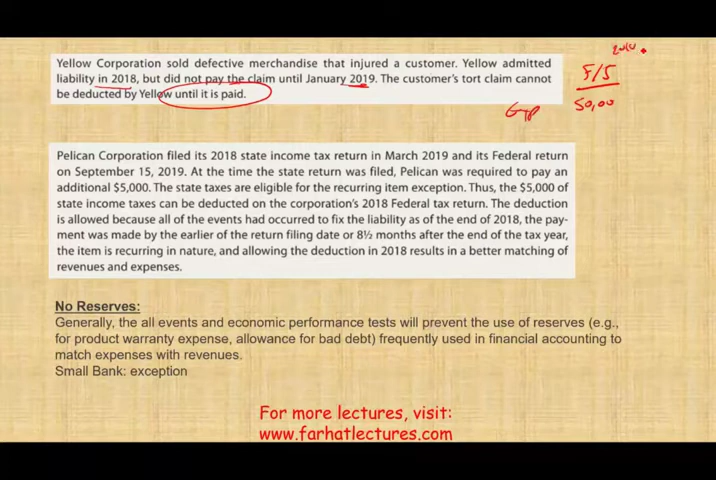 Yellow Corporation sold defective merchandise that injured a customer. Yellow admitted
liability in 2018, but did not pay the claim until January 2019. The customer's tort claim cannot
be deducted by Yellow until it is paid.
F/S
50,00
Pelican Corporation filed its 2018 state income tax return in March 2019 and its Federal return
on September 15, 2019. At the time the state return was filed, Pelican was required to pay an
additional $5,000. The state taxes are eligible for the recurring item exception. Thus, the $5,000 of
state income taxes can be deducted on the corporation's 2018 Federal tax return. The deduction
is allowed because all of the events had occurred to fix the liability as of the end of 2018, the pay-
ment was made by the earlier of the return filing date or 8½ months after the end of the tax year,
the item is recurring in nature, and allowing the deduction in 2018 results in a better matching of
revenues and expenses.
No Reserves:
Generally, the all events and economic performance tests will prevent the use of reserves (e.g.,
for product warranty expense, allowance for bad debt) frequently used in financial accounting to
match expenses with revenues.
Small Bank: exception
For more lectures, visit:
www.farhatlectures.com